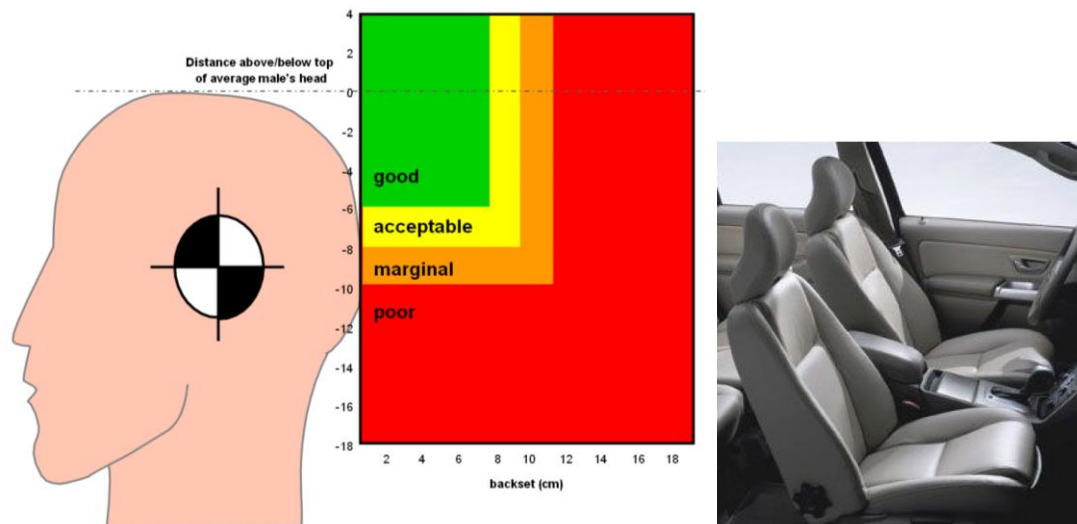 Distance above/below top
of average male's head
4
2
0
-2
-4
-6
-8
-10
-12
-14
-16
-18
good
acceptable
marginal
poor
2 4 6 8 10 12 14 16 18
backset (cm)